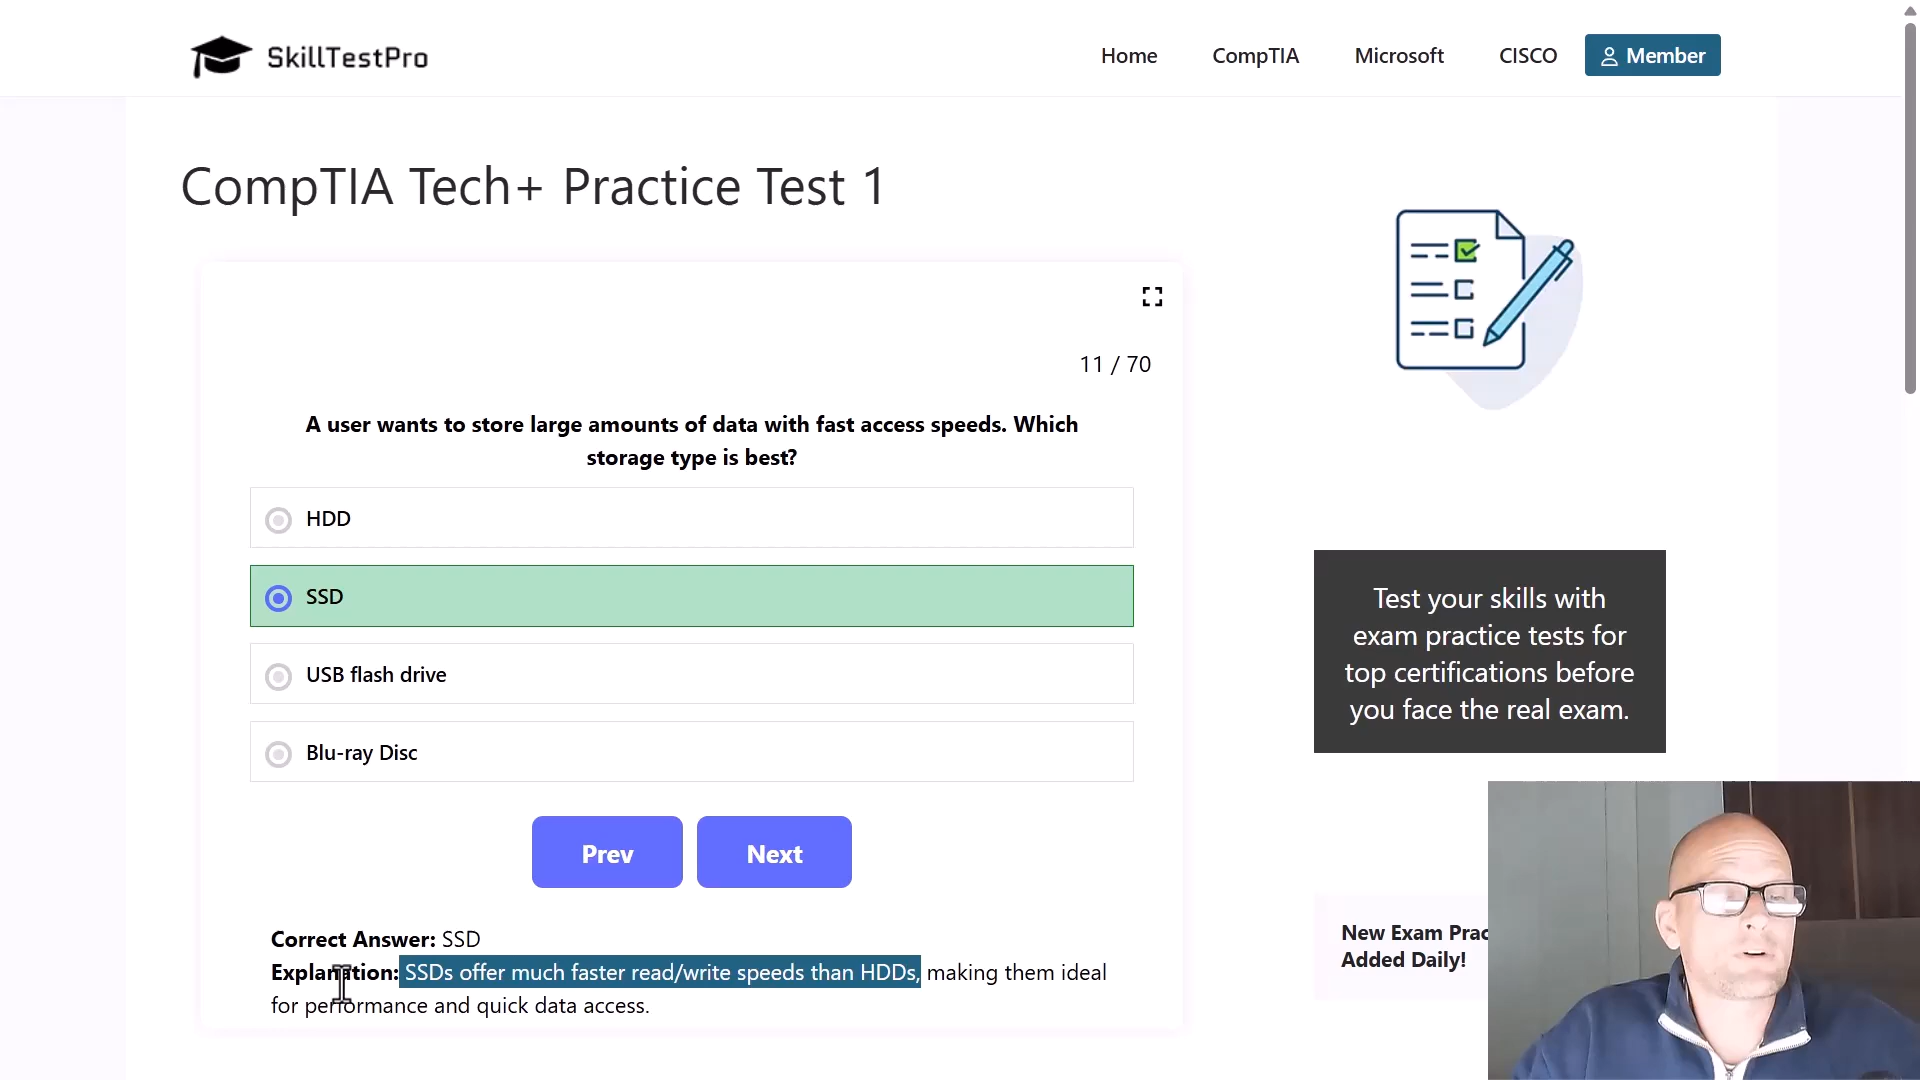 SkillTestPro
Home
CompTIA
Microsoft
CISCO
Member
CompTIA Tech+ Practice Test 1
11 / 70
A user wants to store large amounts of data with fast access speeds. Which
storage type is best?
HDD
SSD
USB flash drive
Blu-ray Disc
Prev
Next
Correct Answer: SSD
Explanation: SSDs offer much faster read/write speeds than HDDs, making them ideal
for performance and quick data access.
Test your skills with
exam practice tests for
top certifications before
you face the real exam.
New Exam Prac
Added Daily!